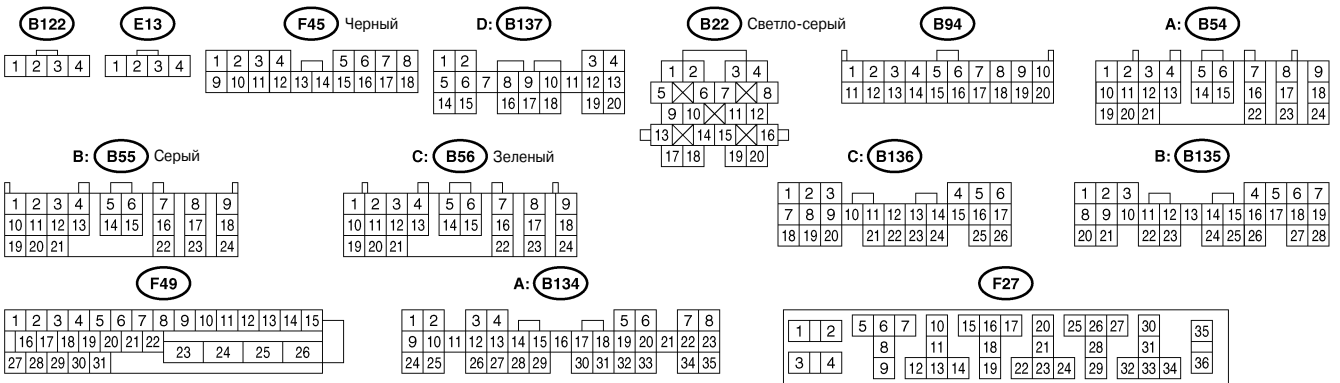 B122 E13 F45 Черный D: B137 B22 Светло-серый B94 A: B54
1 2 3 4
1 2 3 4
1 2 3 4 5 6 7 8
9 10 11 12 13 14 15 16 17 18
1 2 3 4
5 6 7 8 9 10 11 12 13
14 15 16 17 18 19 20
1 2 3 4
5 6 7 8
9 10 11 12
13 14 15 16
17 18 19 20
1 2 3 4 5 6 7 8 9 10
11 12 13 14 15 16 17 18 19 20
1 2 3 4 5 6 7 8 9
10 11 12 13 14 15 16 17 18
19 20 21 22 23 24
B: B55 Серый C: B56 Зеленый C: B136 B: B135
1 2 3 4 5 6 7 8 9
10 11 12 13 14 15 16 17 18
19 20 21 22 23 24
1 2 3 4 5 6 7 8 9
10 11 12 13 14 15 16 17 18
19 20 21 22 23 24
1 2 3 4 5 6
7 8 9 10 11 12 13 14 15 16 17
18 19 20 21 22 23 24 25 26
1 2 3 4 5 6 7
8 9 10 11 12 13 14 15 16 17 18 19
20 21 22 23 24 25 26 27 28
F49 A: B134 F27
1 2 3 4 5 6 7 8 9 10 11 12 13 14 15
16 17 18 19 20 21 22 23 24 25 26
27 28 29 30 31
1 2 3 4 5 6 7 8
9 10 11 12 13 14 15 16 17 18 19 20 21 22 23
24 25 26 27 28 29 30 31 32 33 34 35
1 2 5 6 7 10 15 16 17 20 25 26 27 30 35
8 11 18 21 28 31
3 4 9 12 13 14 19 22 23 24 29 32 33 34 36